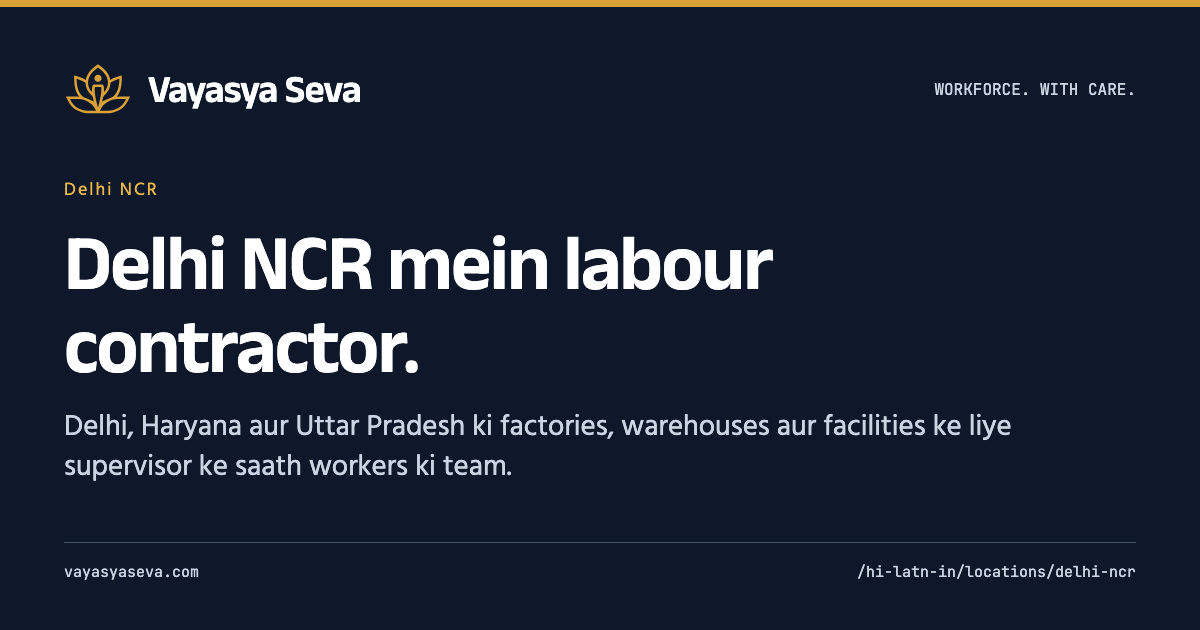 Vayasya Seva
WORKFORCE. WITH CARE.
Delhi NCR
Delhi NCR mein labour
contractor.
Delhi, Haryana aur Uttar Pradesh ki factories, warehouses aur facilities ke liye
supervisor ke saath workers ki team.
vayasyaseva.com
/hi-latn-in/locations/delhi-ncr